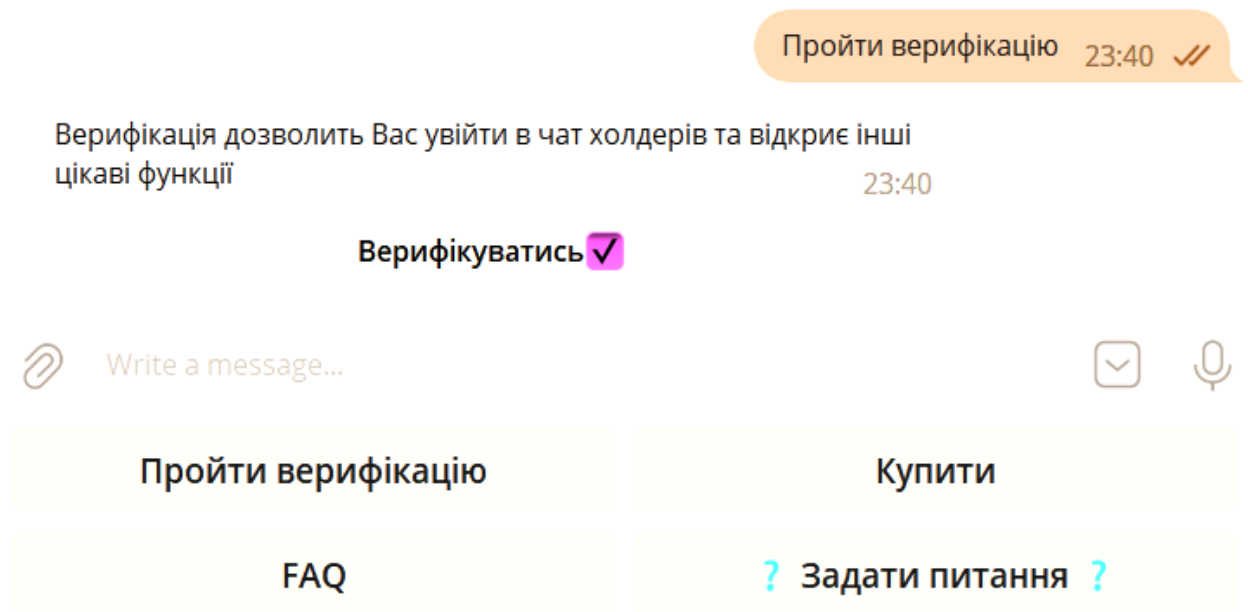 Пройти верифікацію 23:40
Верифікація дозволить Вас увійти в чат холдерів та відкриє інші
цікаві функції
23:40
Верифікуватись
Write a message...
Пройти верифікацію
Купити
FAQ
? Задати питання ?